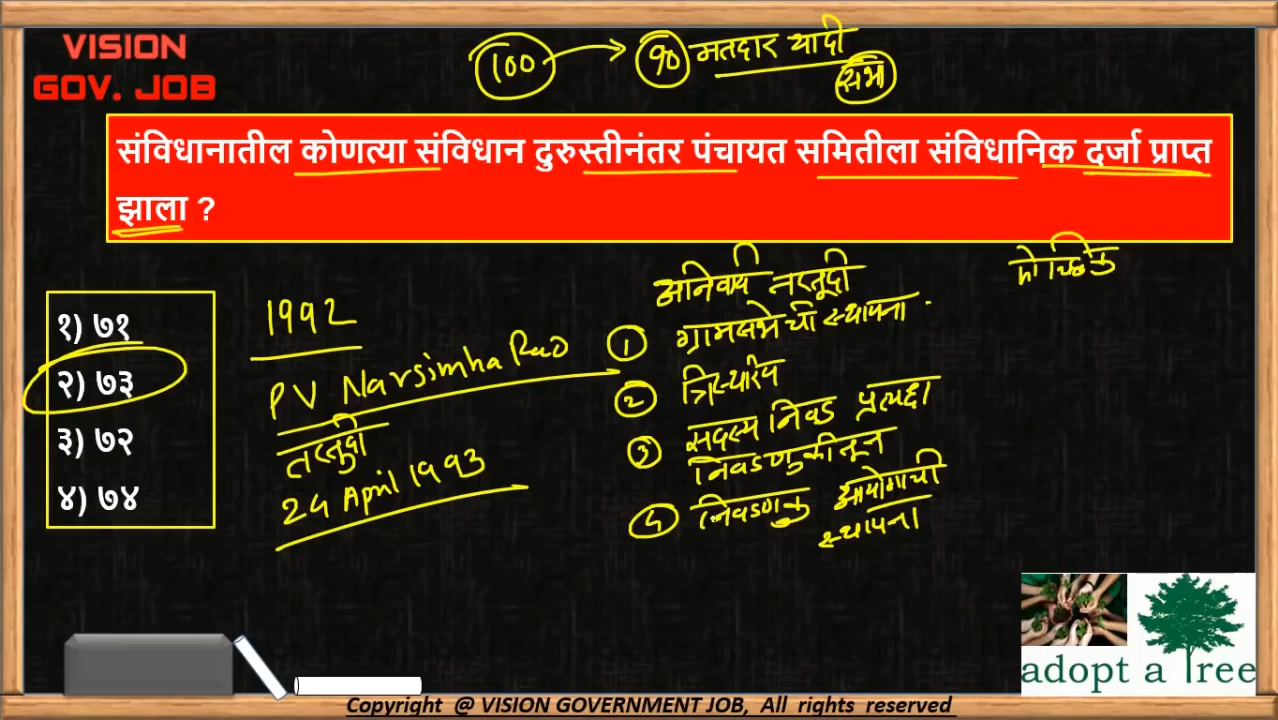 VISION
GOV. JOB
100 → 90 मतदार यादी
सभा
संविधानातील कोणत्या संविधान दुरुस्तीनंतर पंचायत समितीला संविधानिक दर्जा प्राप्त
झाला ?
१) ७१
२) ७३
३) ७२
४) ७४
1992
PV Narsimha Rao
तरतुदी
24 April 1993
अनिवार्य तरतूदी
1 ग्रामसभेची स्थापना
2 त्रिस्तरीय
3 सदस्य निवड प्रत्यक्ष
निवडणुकीतून
4 निवडणुक आयोगाची
स्थापना
adopt a Tree
Copyright @ VISION GOVERNMENT JOB, All rights reserved